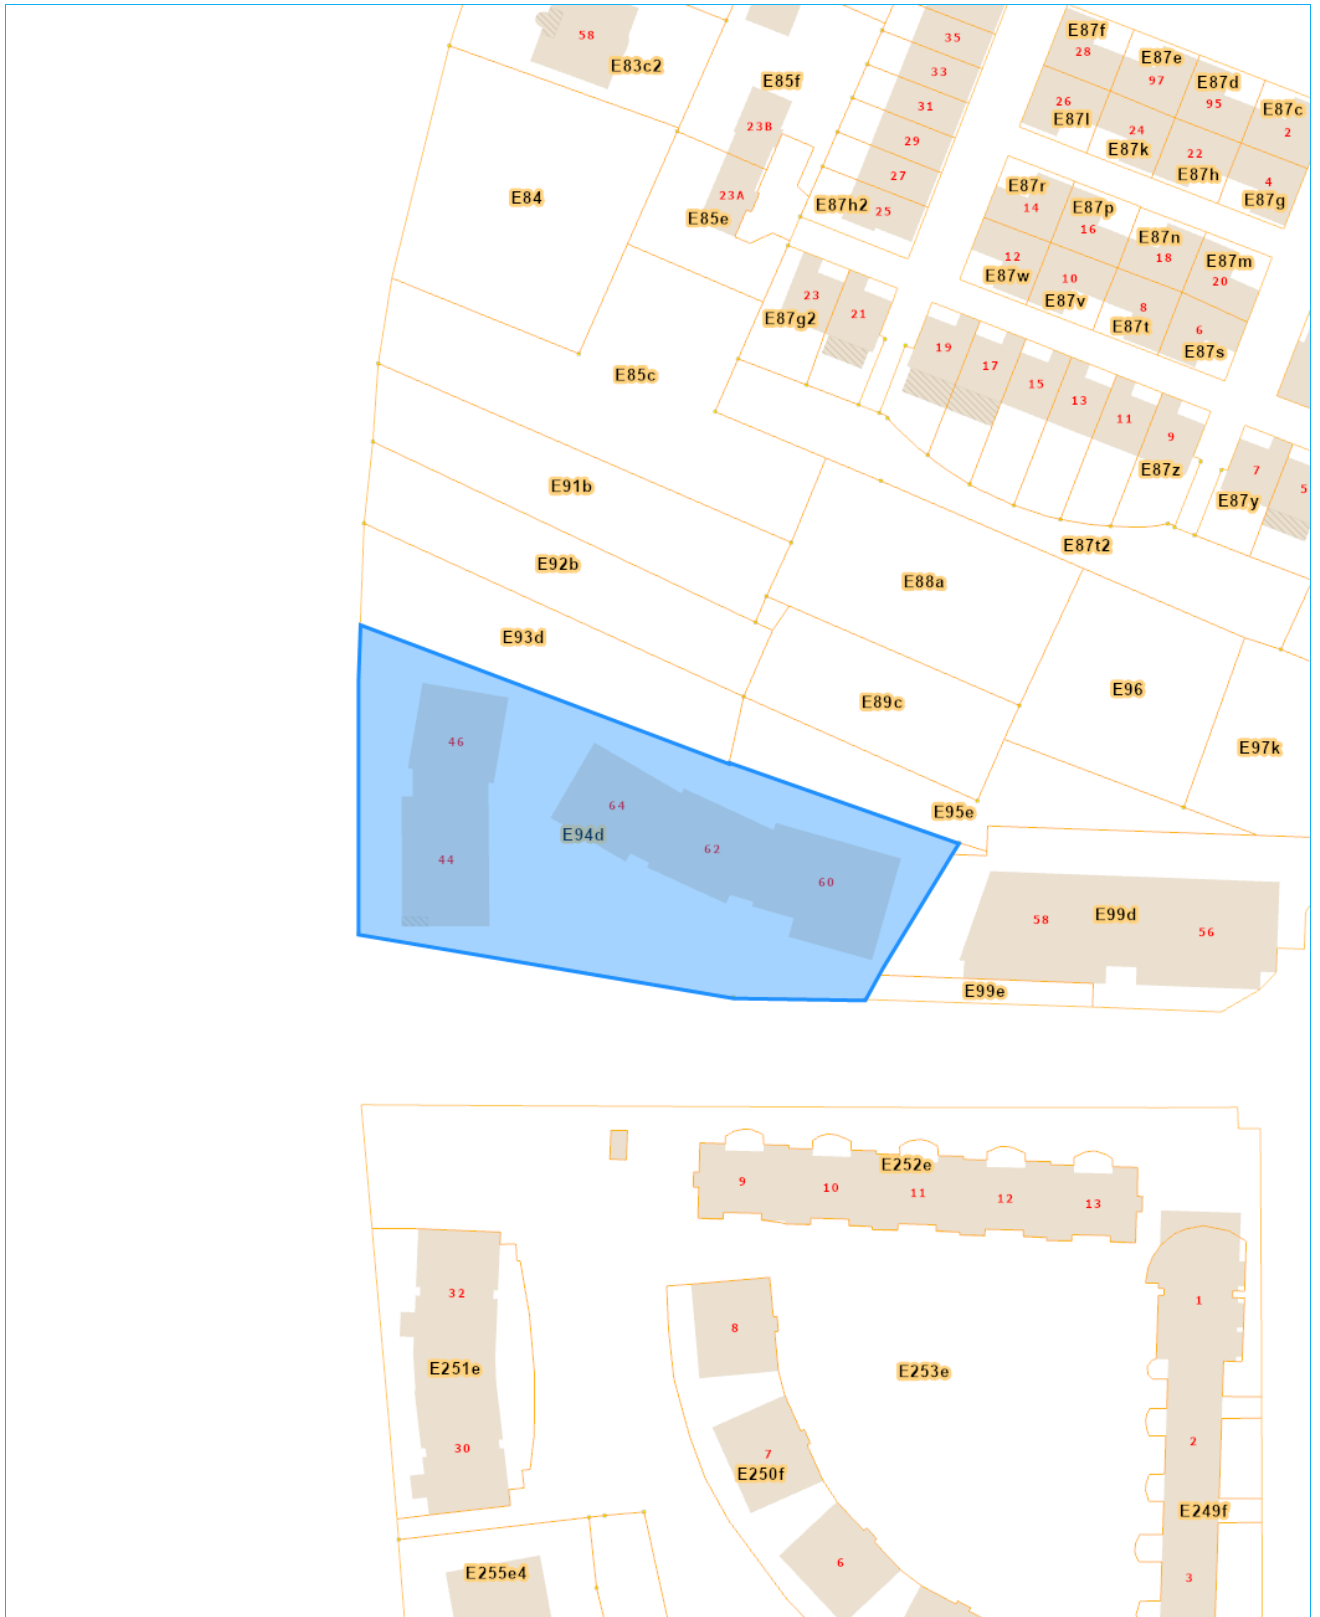 58
E83c2
E85f
23B
E84
23A
E85e
35
33
31
29
27
E87h2
25
E87f
28
E87e
97
E87d
95
E87c
2
26
E87l
24
E87k
22
E87h
4
E87g
E87r
14
E87p
16
E87n
18
E87m
20
12
E87w
10
E87v
8
E87t
6
E87s
23
E87g2
21
19
17
15
13
11
9
E87z
7
E87y
5
E85c
E91b
E92b
E93d
E87t2
E88a
E89c
E96
E97k
E95e
46
64
E94d
62
44
60
58
E99d
56
E99e
E252e
9
10
11
12
13
32
E251e
30
8
E253e
1
7
E250f
2
E249f
6
3
E255e4